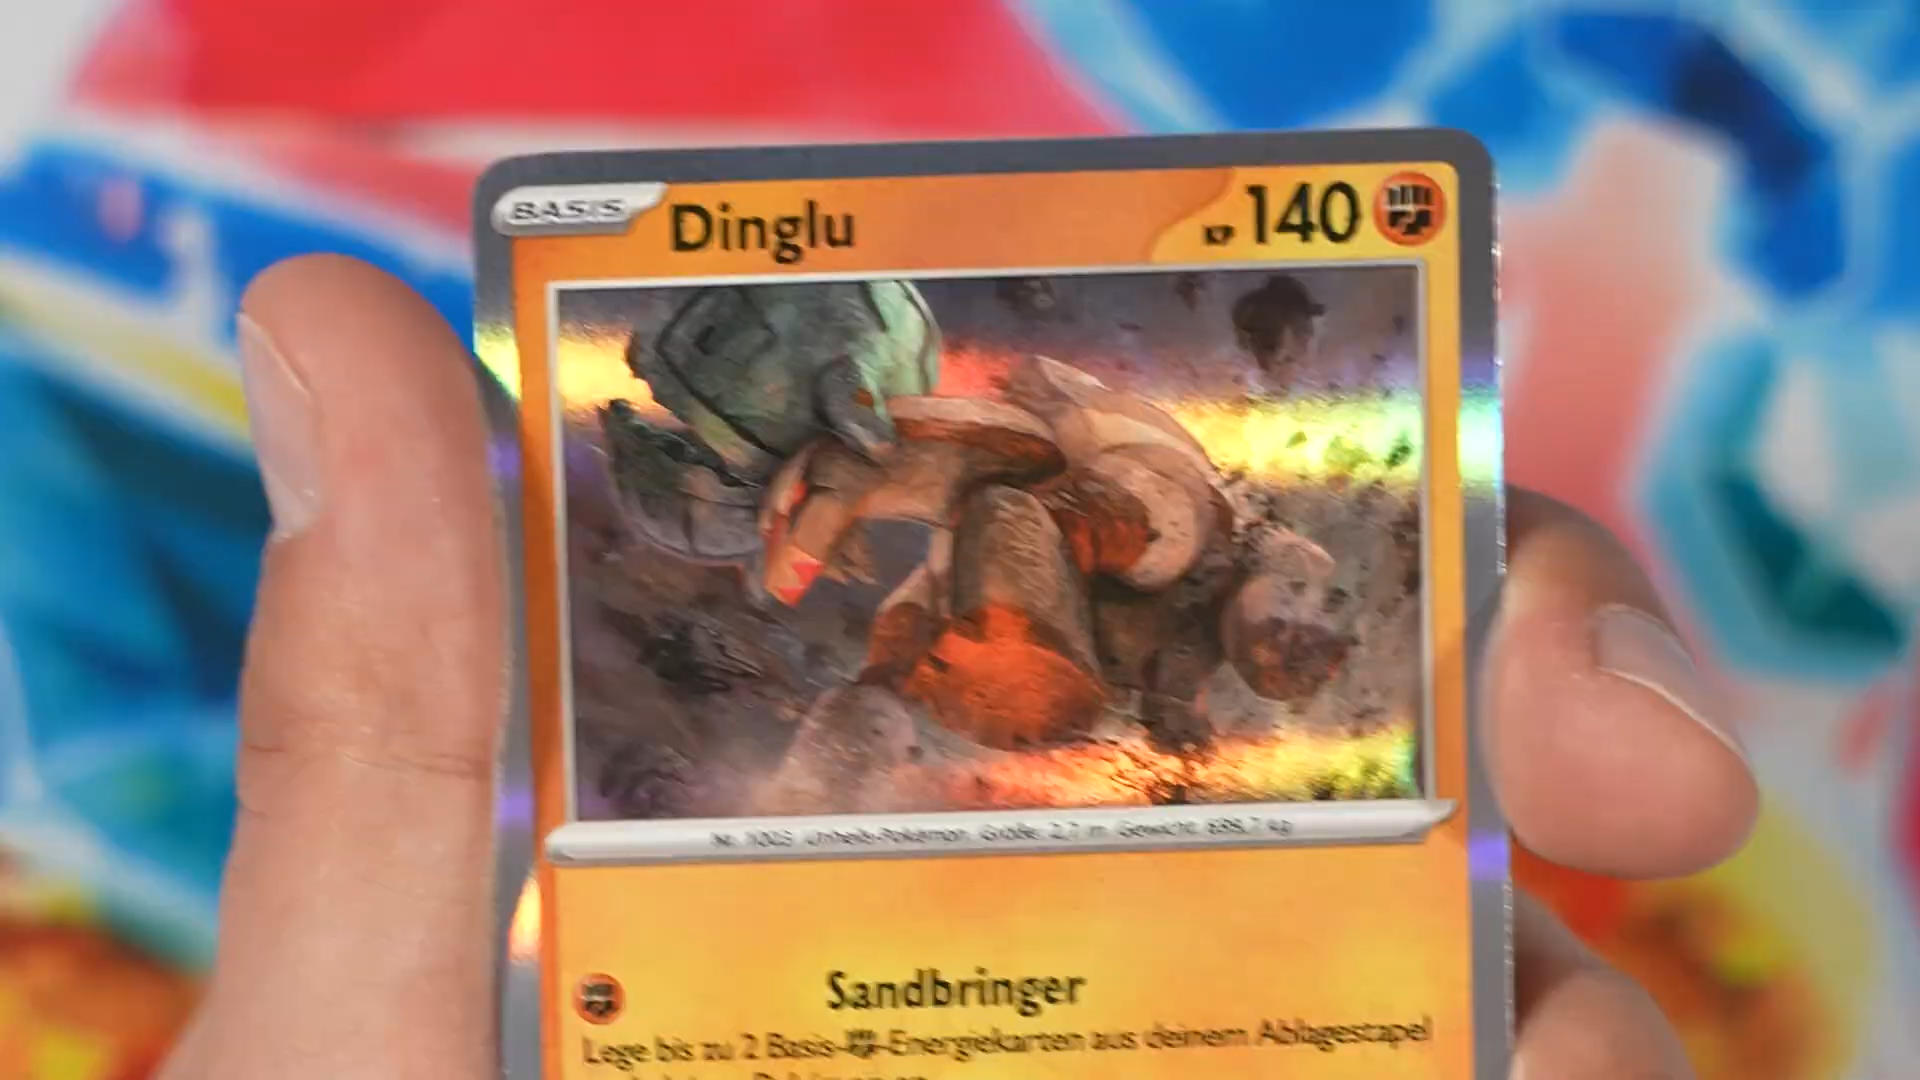 BASIS Dinglu KP 140
Nr. 1003 Unheils-Pokémon Größe: 2,7 m Gewicht: 699,7 kg
Sandbringer
Lege bis zu 2 Basis- -Energiekarten aus deinem Ablagestapel